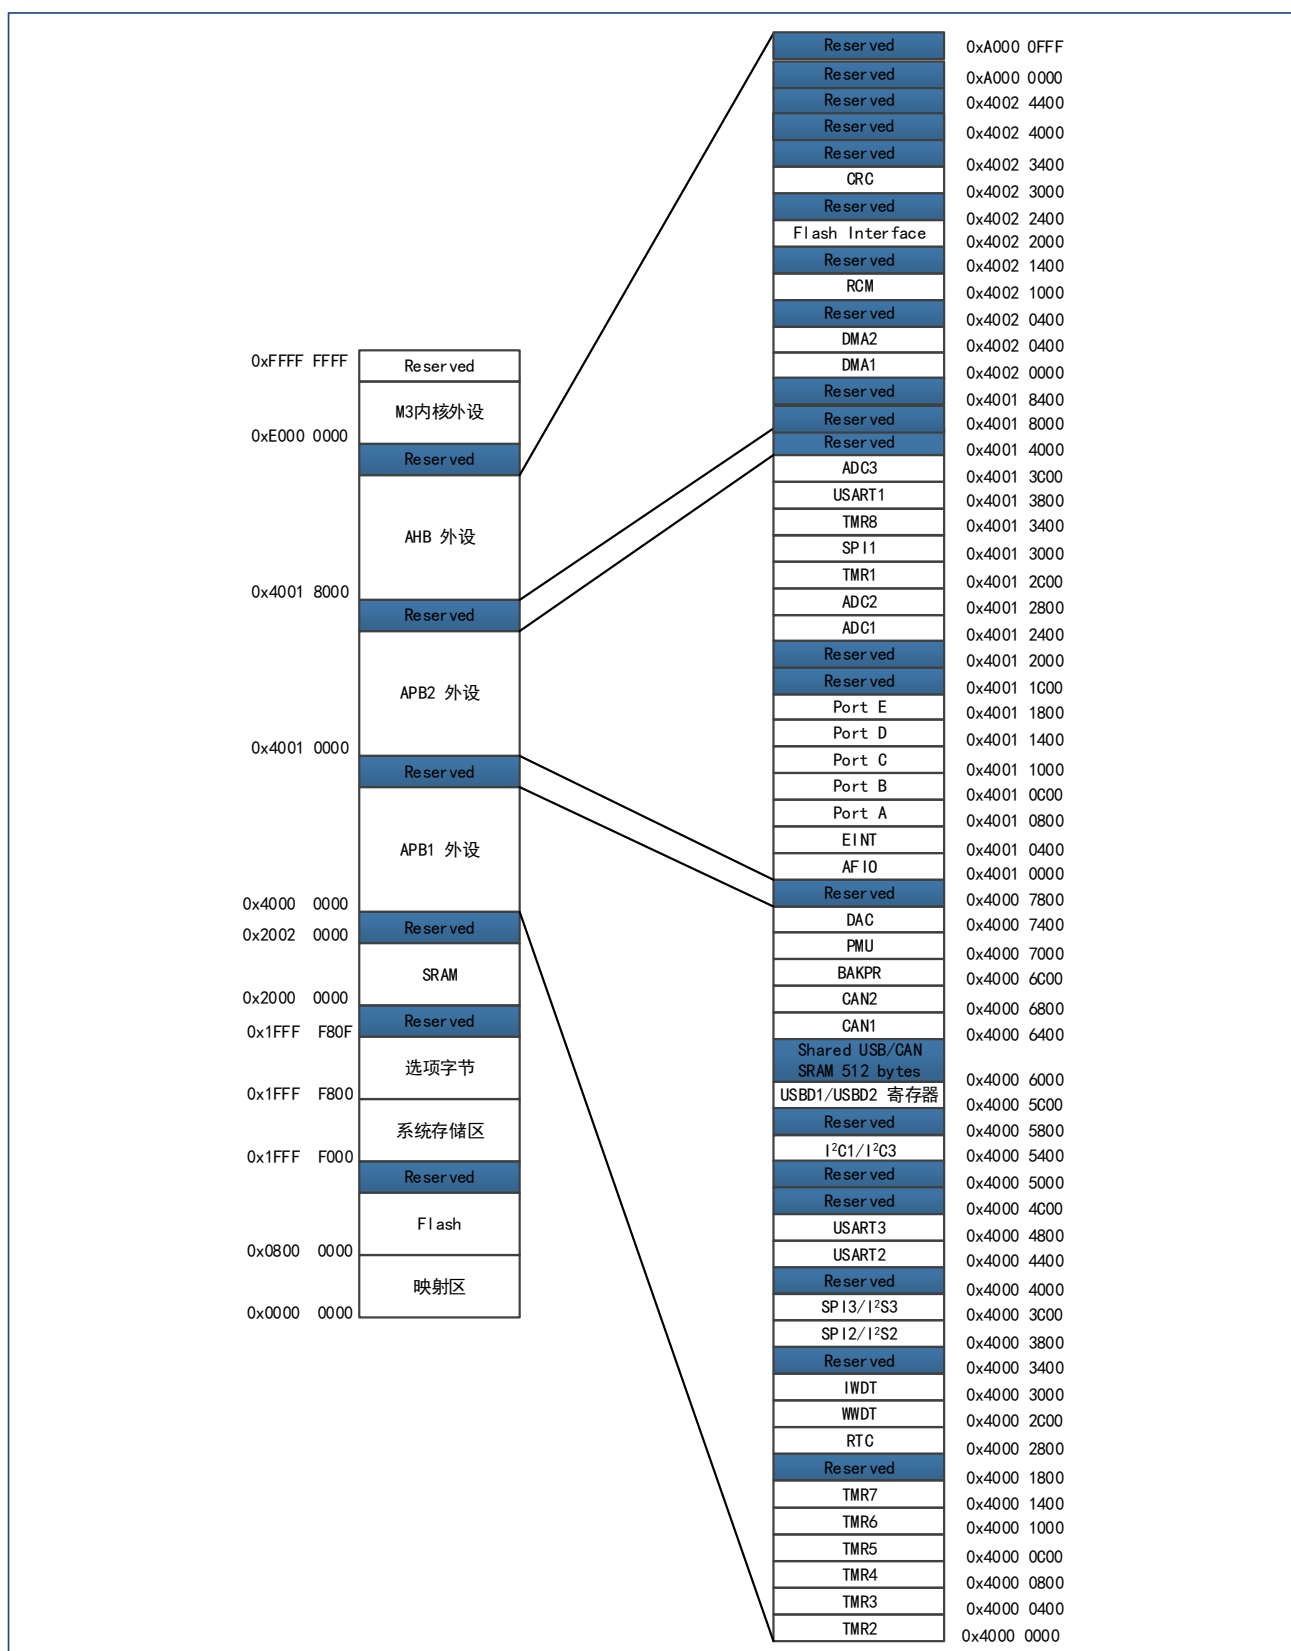 0xFFFF FFFF
Reserved
M3内核外设
0xE000 0000
Reserved
AHB 外设
0x4001 8000
Reserved
APB2 外设
0x4001 0000
Reserved
APB1 外设
0x4000 0000
Reserved
0x2002 0000
SRAM
0x2000 0000
Reserved
0x1FFF F80F
选项字节
0x1FFF F800
系统存储区
0x1FFF F000
Reserved
Flash
0x0800 0000
映射区
0x0000 0000
Reserved 0xA000 0FFF
Reserved 0xA000 0000
Reserved 0x4002 4400
Reserved 0x4002 4000
Reserved 0x4002 3400
CRC 0x4002 3000
Reserved 0x4002 2400
Flash Interface 0x4002 2000
Reserved 0x4002 1400
RCM 0x4002 1000
Reserved 0x4002 0400
DMA2 0x4002 0400
DMA1 0x4002 0000
Reserved 0x4001 8400
Reserved 0x4001 8000
Reserved 0x4001 4000
ADC3 0x4001 3C00
USART1 0x4001 3800
TMR8 0x4001 3400
SPI1 0x4001 3000
TMR1 0x4001 2C00
ADC2 0x4001 2800
ADC1 0x4001 2400
Reserved 0x4001 2000
Reserved 0x4001 1C00
Port E 0x4001 1800
Port D 0x4001 1400
Port C 0x4001 1000
Port B 0x4001 0C00
Port A 0x4001 0800
EINT 0x4001 0400
AFIO 0x4001 0000
Reserved 0x4000 7800
DAC 0x4000 7400
PMU 0x4000 7000
BAKPR 0x4000 6C00
CAN2 0x4000 6800
CAN1 0x4000 6400
Shared USB/CAN
SRAM 512 bytes 0x4000 6000
USBD1/USBD2 寄存器 0x4000 5C00
Reserved 0x4000 5800
I²C1/I²C3 0x4000 5400
Reserved 0x4000 5000
Reserved 0x4000 4C00
USART3 0x4000 4800
USART2 0x4000 4400
Reserved 0x4000 4000
SPI3/I²S3 0x4000 3C00
SPI2/I²S2 0x4000 3800
Reserved 0x4000 3400
IWDT 0x4000 3000
WWDT 0x4000 2C00
RTC 0x4000 2800
Reserved 0x4000 1800
TMR7 0x4000 1400
TMR6 0x4000 1000
TMR5 0x4000 0C00
TMR4 0x4000 0800
TMR3 0x4000 0400
TMR2 0x4000 0000